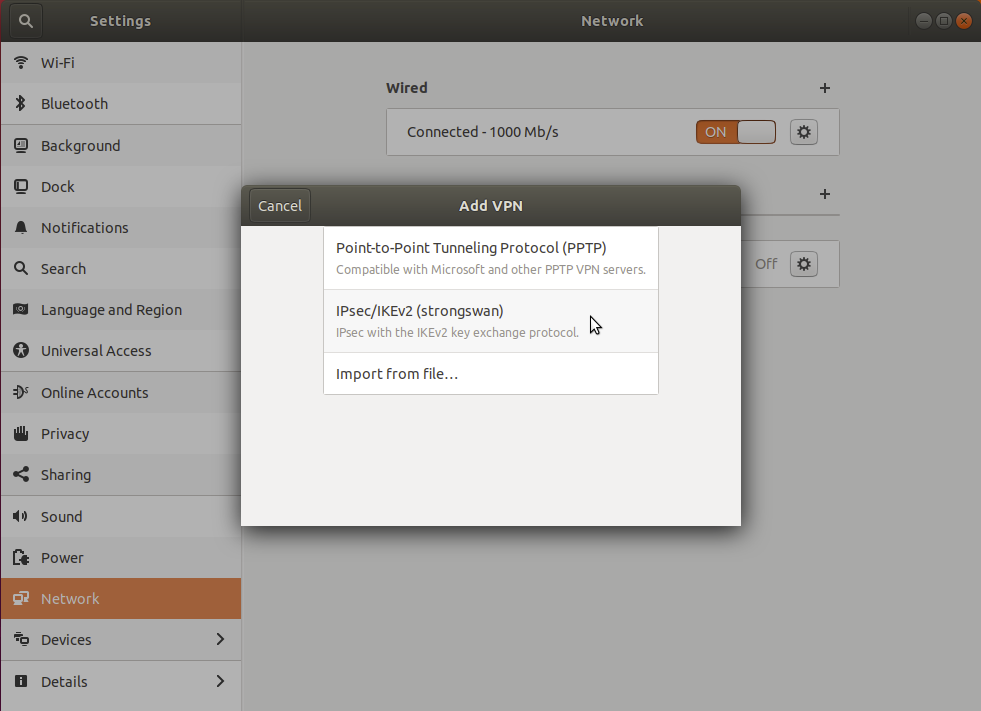 Settings
Network
Wi-Fi
Bluetooth
Background
Dock
Notifications
Search
Language and Region
Universal Access
Online Accounts
Privacy
Sharing
Sound
Power
Network
Devices
Details
Wired
Connected - 1000 Mb/s
ON
Off
Cancel
Add VPN
Point-to-Point Tunneling Protocol (PPTP)
Compatible with Microsoft and other PPTP VPN servers.
IPsec/IKEv2 (strongswan)
IPsec with the IKEv2 key exchange protocol.
Import from file…